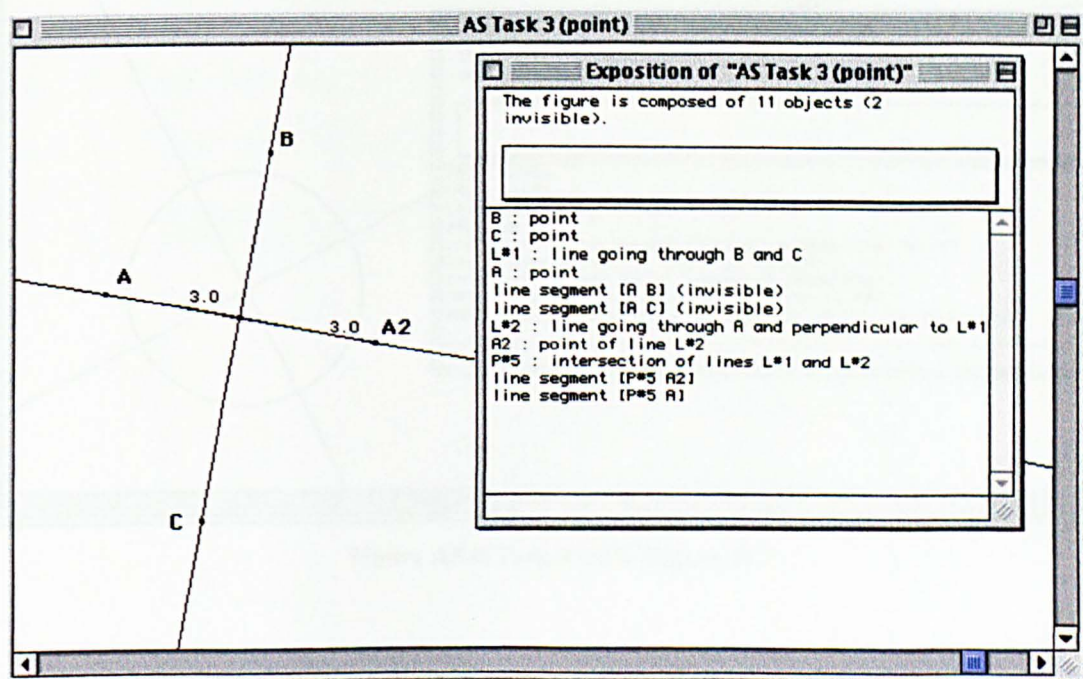 AS Task 3 (point)
Exposition of "AS Task 3 (point)"
The figure is composed of 11 objects (2
invisible).
B : point
C : point
L#1 : line going through B and C
A : point
line segment [A B] (invisible)
line segment [A C] (invisible)
L#2 : line going through A and perpendicular to L#1
A2 : point of line L#2
P#5 : intersection of lines L#1 and L#2
line segment [P#5 A2]
line segment [P#5 A]
B
A
3.0
3.0
A2
C